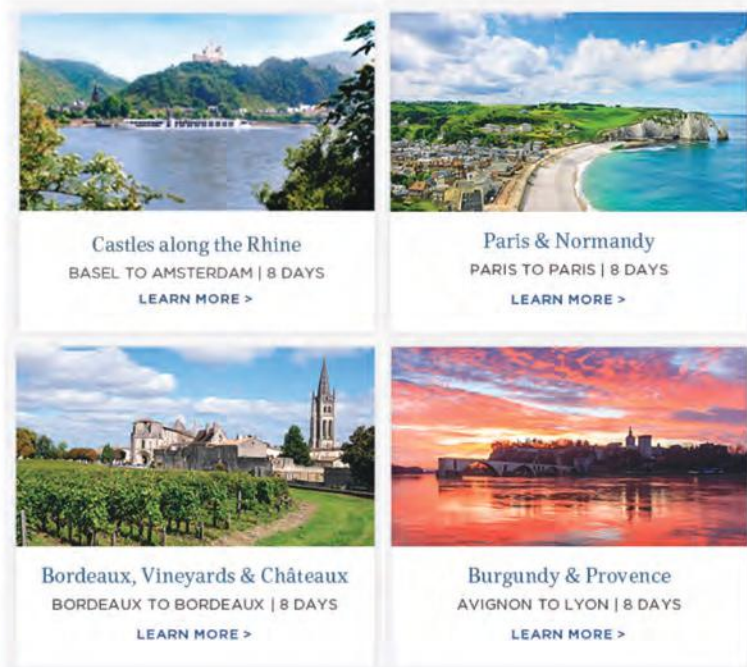 Castles along the Rhine
BASEL TO AMSTERDAM | 8 DAYS
LEARN MORE >
Paris & Normandy
PARIS TO PARIS | 8 DAYS
LEARN MORE >
Bordeaux, Vineyards & Châteaux
BORDEAUX TO BORDEAUX | 8 DAYS
LEARN MORE >
Burgundy & Provence
AVIGNON TO LYON | 8 DAYS
LEARN MORE >